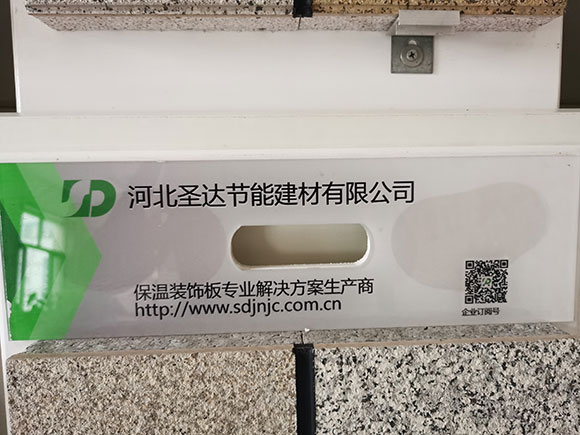 SD 河北圣达节能建材有限公司
保温装饰板专业解决方案生产商
http://www.sdjnjc.com.cn
企业订阅号